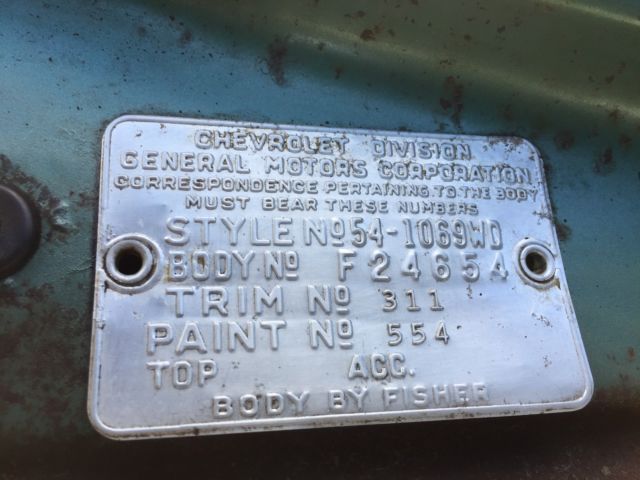 CHEVROLET DIVISION
GENERAL MOTORS CORPORATION
CORRESPONDENCE PERTAINING TO THE BODY
MUST BEAR THESE NUMBERS
STYLE NO 54-1069WD
BODY NO F24654
TRIM NO 311
PAINT NO 554
TOP ACC.
BODY BY FISHER